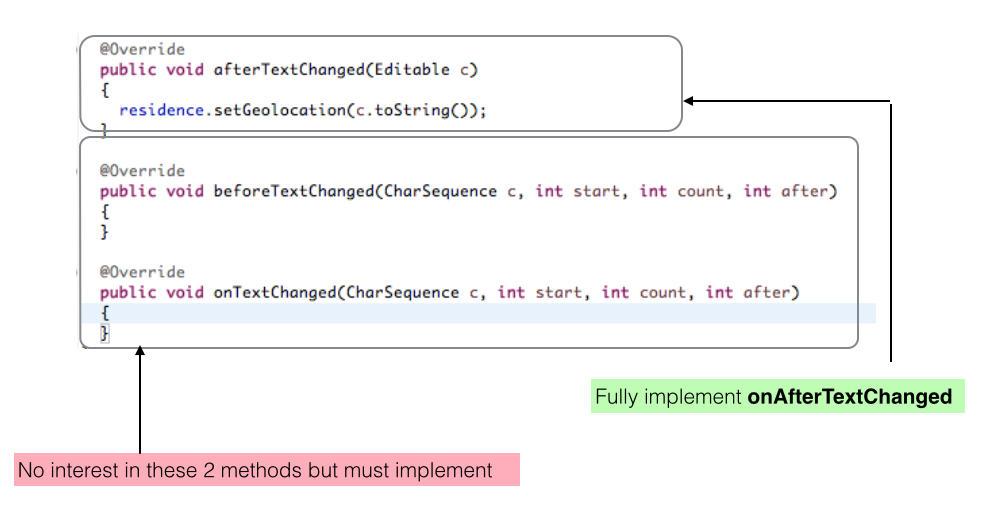 @Override
public void afterTextChanged(Editable c)
{
  residence.setGeolocation(c.toString());
}
@Override
public void beforeTextChanged(CharSequence c, int start, int count, int after)
{
}
@Override
public void onTextChanged(CharSequence c, int start, int count, int after)
{
}
Fully implement onAfterTextChanged
No interest in these 2 methods but must implement